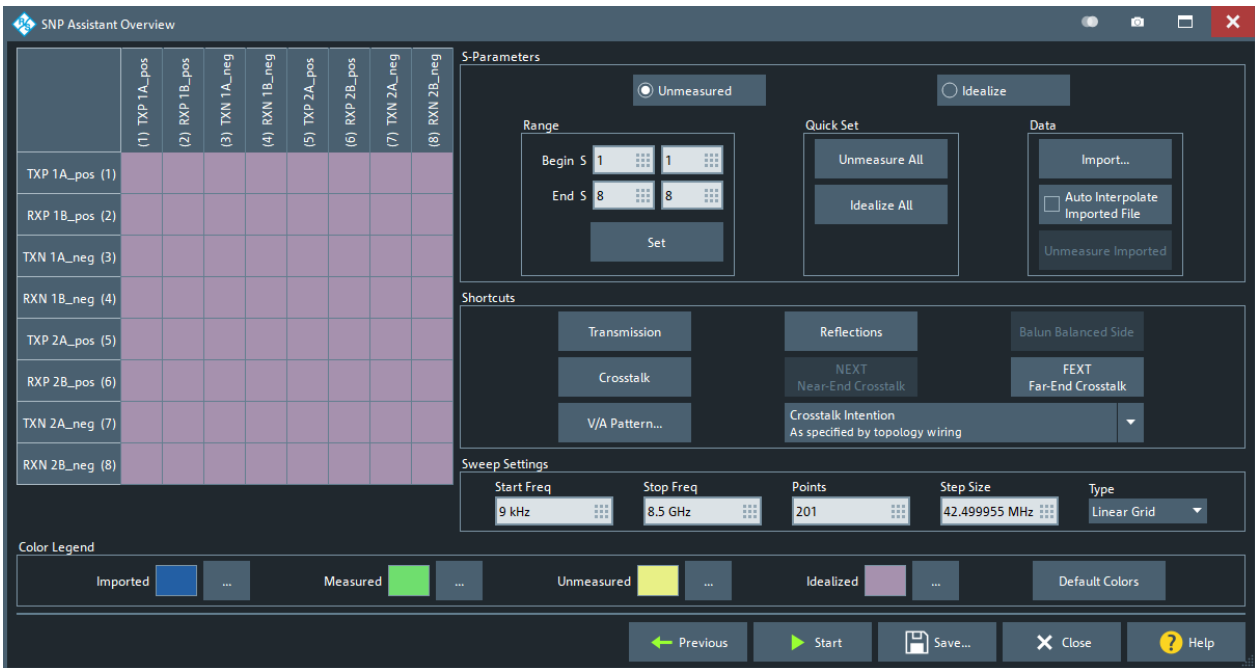 SNP Assistant Overview
(1) TXP 1A_pos
(2) RXP 1B_pos
(3) TXN 1A_neg
(4) RXN 1B_neg
(5) TXP 2A_pos
(6) RXP 2B_pos
(7) TXN 2A_neg
(8) RXN 2B_neg
TXP 1A_pos (1)
RXP 1B_pos (2)
TXN 1A_neg (3)
RXN 1B_neg (4)
TXP 2A_pos (5)
RXP 2B_pos (6)
TXN 2A_neg (7)
RXN 2B_neg (8)
S-Parameters
Unmeasured
Idealize
Range
Begin S 1 1
End S 8 8
Set
Quick Set
Unmeasure All
Idealize All
Data
Import...
Auto Interpolate
Imported File
Unmeasure Imported
Shortcuts
Transmission
Reflections
Balun Balanced Side
Crosstalk
NEXT
Near-End Crosstalk
FEXT
Far-End Crosstalk
V/A Pattern...
Crosstalk Intention
As specified by topology wiring
Sweep Settings
Start Freq
9 kHz
Stop Freq
8.5 GHz
Points
201
Step Size
42.499955 MHz
Type
Linear Grid
Color Legend
Imported ...
Measured ...
Unmeasured ...
Idealized ...
Default Colors
Previous
Start
Save...
Close
? Help